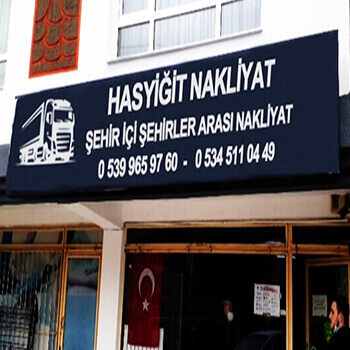 HASYİĞİT NAKLİYAT
ŞEHİR İÇİ ŞEHİRLER ARASI NAKLİYAT
0 539 965 97 60 - 0 534 511 04 49